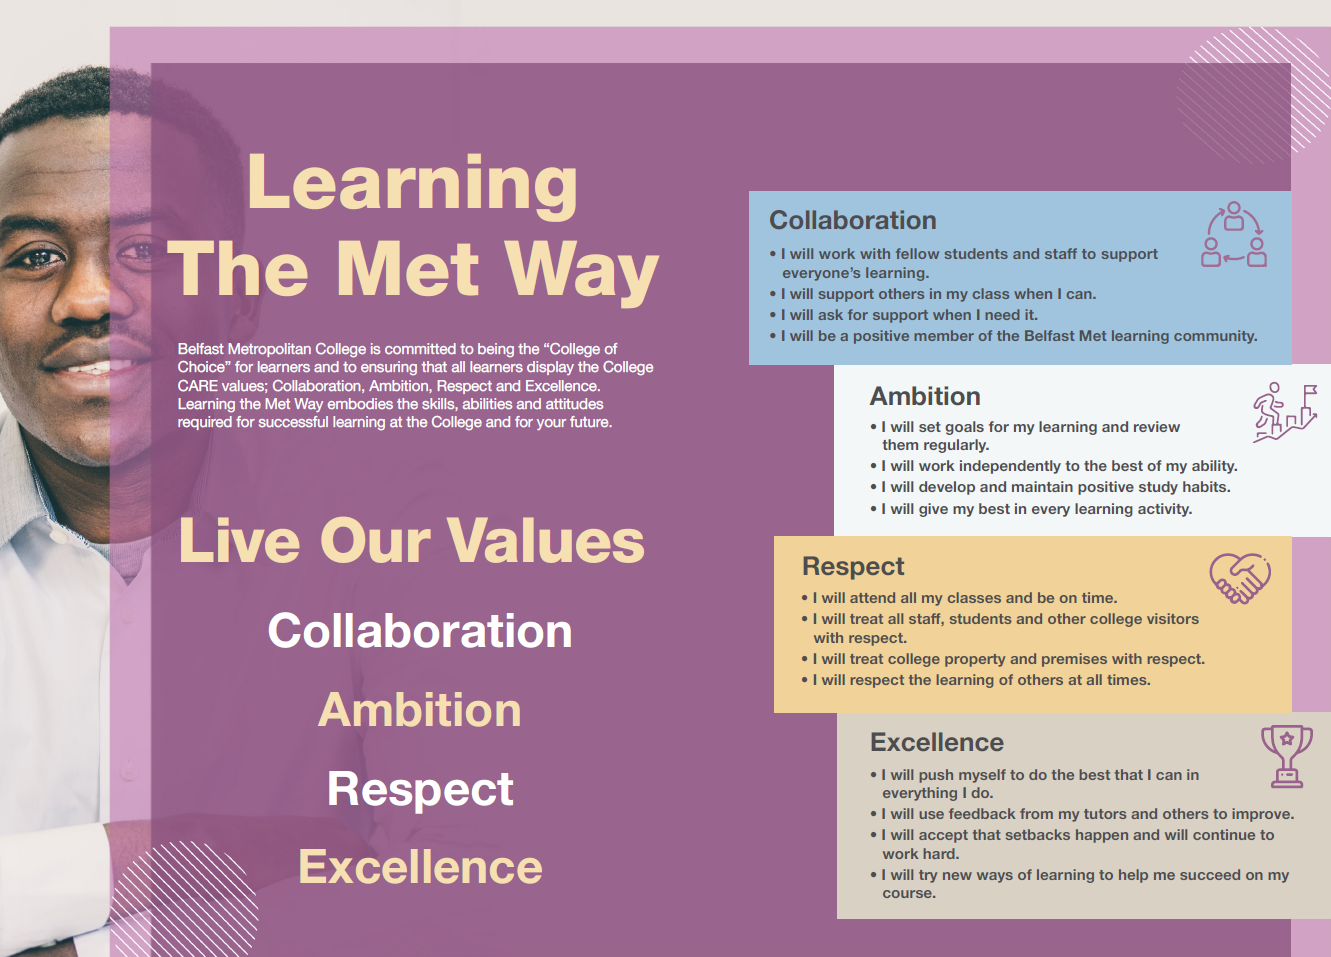 Learning
The Met Way
Belfast Metropolitan College is committed to being the “College of
Choice” for learners and to ensuring that all learners display the College
CARE values; Collaboration, Ambition, Respect and Excellence.
Learning the Met Way embodies the skills, abilities and attitudes
required for successful learning at the College and for your future.
Live Our Values
Collaboration
Ambition
Respect
Excellence
Collaboration
• I will work with fellow students and staff to support
everyone’s learning.
• I will support others in my class when I can.
• I will ask for support when I need it.
• I will be a positive member of the Belfast Met learning community.
Ambition
• I will set goals for my learning and review
them regularly.
• I will work independently to the best of my ability.
• I will develop and maintain positive study habits.
• I will give my best in every learning activity.
Respect
• I will attend all my classes and be on time.
• I will treat all staff, students and other college visitors
with respect.
• I will treat college property and premises with respect.
• I will respect the learning of others at all times.
Excellence
• I will push myself to do the best that I can in
everything I do.
• I will use feedback from my tutors and others to improve.
• I will accept that setbacks happen and will continue to
work hard.
• I will try new ways of learning to help me succeed on my
course.